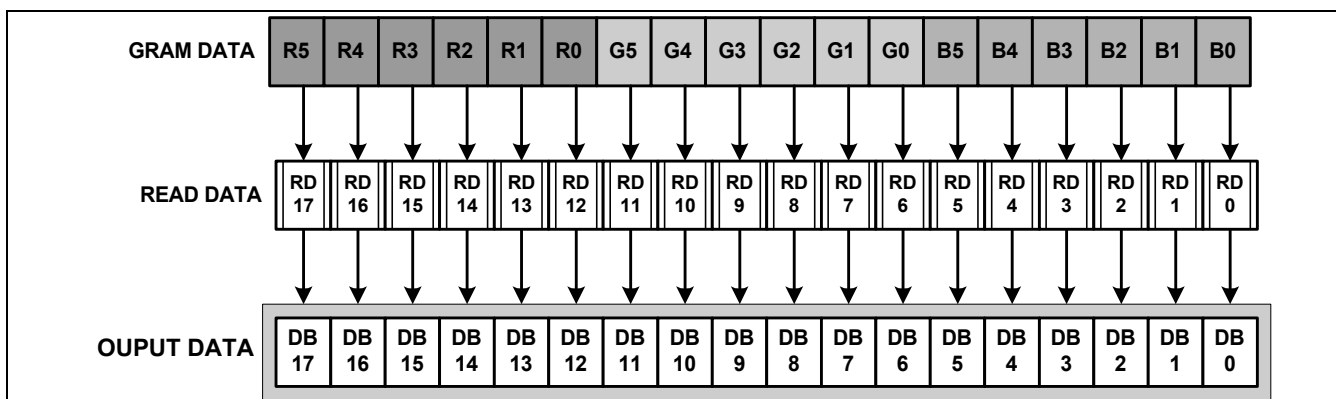 GRAM DATA R5 R4 R3 R2 R1 R0 G5 G4 G3 G2 G1 G0 B5 B4 B3 B2 B1 B0
READ DATA
RD RD RD RD RD RD RD RD RD RD RD RD RD RD RD RD RD RD
17 16 15 14 13 12 11 10 9 8 7 6 5 4 3 2 1 0
OUPUT DATA
DB DB DB DB DB DB DB DB DB DB DB DB DB DB DB DB DB DB
17 16 15 14 13 12 11 10 9 8 7 6 5 4 3 2 1 0